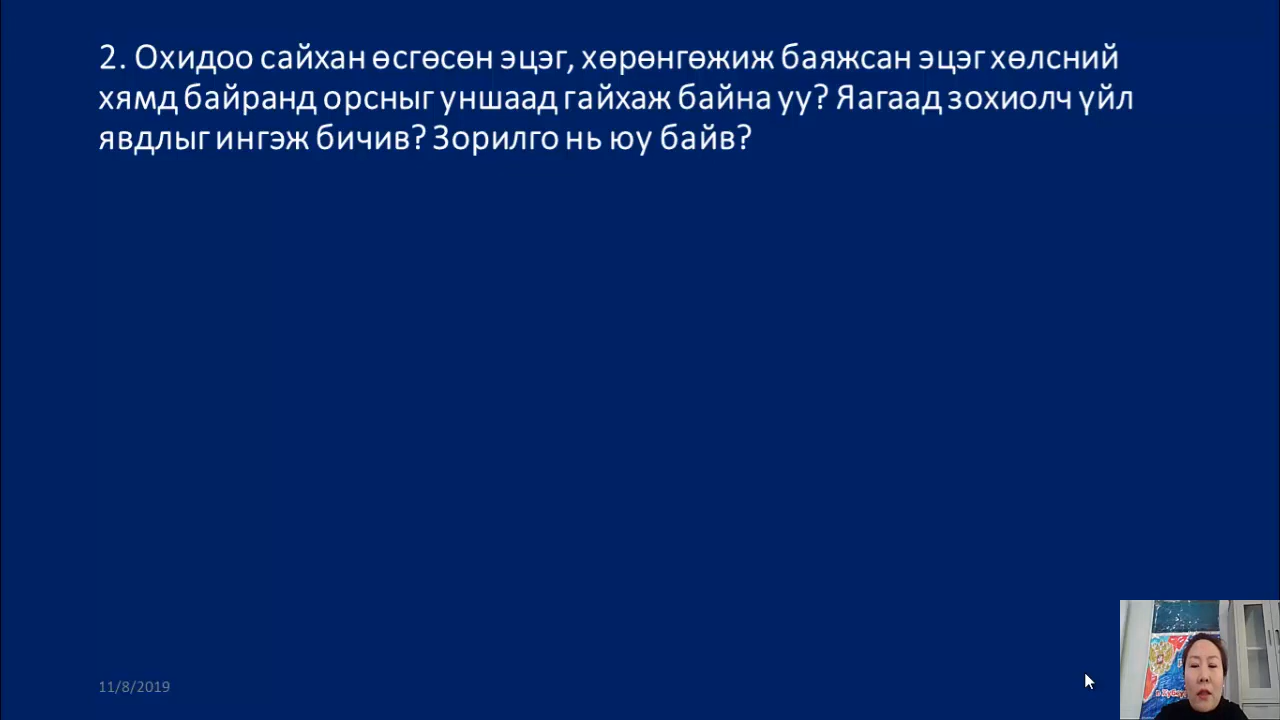 2. Охидоо сайхан өсгөсөн эцэг, хөрөнгөжиж баяжсан эцэг хөлсний
хямд байранд орсныг уншаад гайхаж байна уу? Яагаад зохиолч үйл
явдлыг ингэж бичив? Зорилго нь юу байв?
11/8/2019